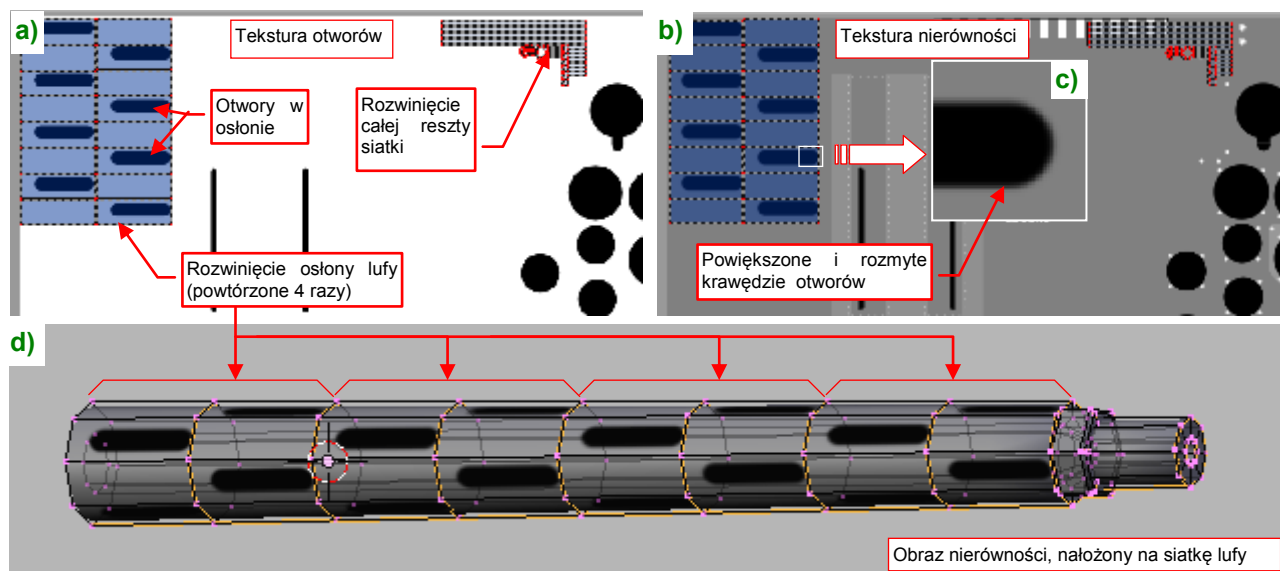 a)
Tekstura otworów
Otwory w
osłonie
Rozwinięcie
całej reszty
siatki
Rozwinięcie osłony lufy
(powtórzone 4 razy)
b)
Tekstura nierówności
c)
Powiększone i rozmyte
krawędzie otworów
d)
Obraz nierówności, nałożony na siatkę lufy